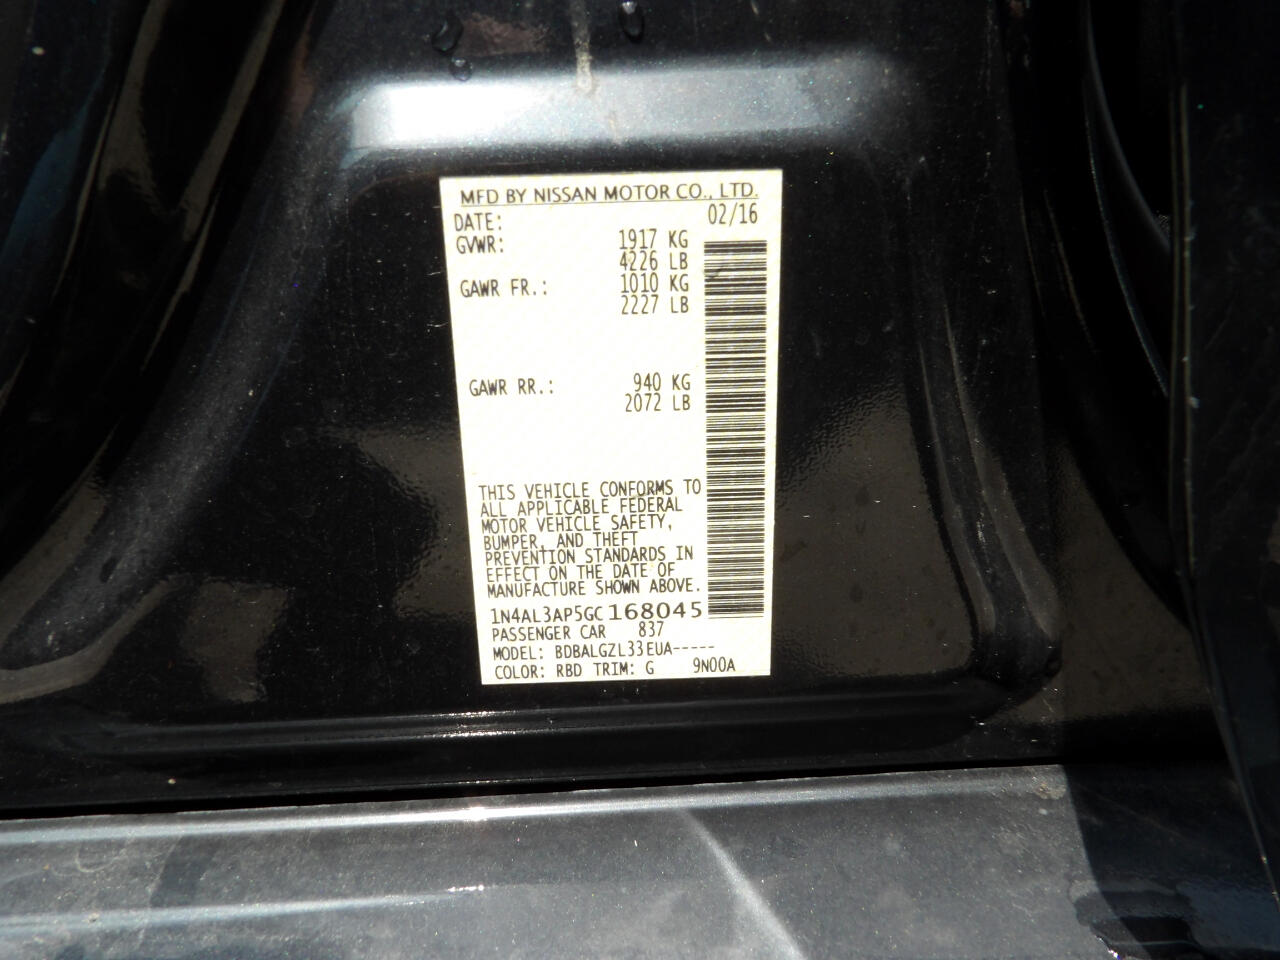 MFD BY NISSAN MOTOR CO., LTD.
DATE: 02/16
GVWR: 1917 KG
4226 LB
GAWR FR.: 1010 KG
2227 LB
GAWR RR.: 940 KG
2072 LB
THIS VEHICLE CONFORMS TO
ALL APPLICABLE FEDERAL
MOTOR VEHICLE SAFETY,
BUMPER, AND THEFT
PREVENTION STANDARDS IN
EFFECT ON THE DATE OF
MANUFACTURE SHOWN ABOVE.
1N4AL3AP5GC168045
PASSENGER CAR 837
MODEL: BDBALGZL33EUA-----
COLOR: RBD TRIM: G 9N00A